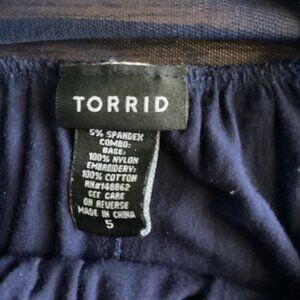 TORRID
5% SPANDEX
COMBO:
BASE:
100% NYLON
EMBROIDERY:
100% COTTON
RN#148862
SEE CARE
ON REVERSE
MADE IN CHINA
5